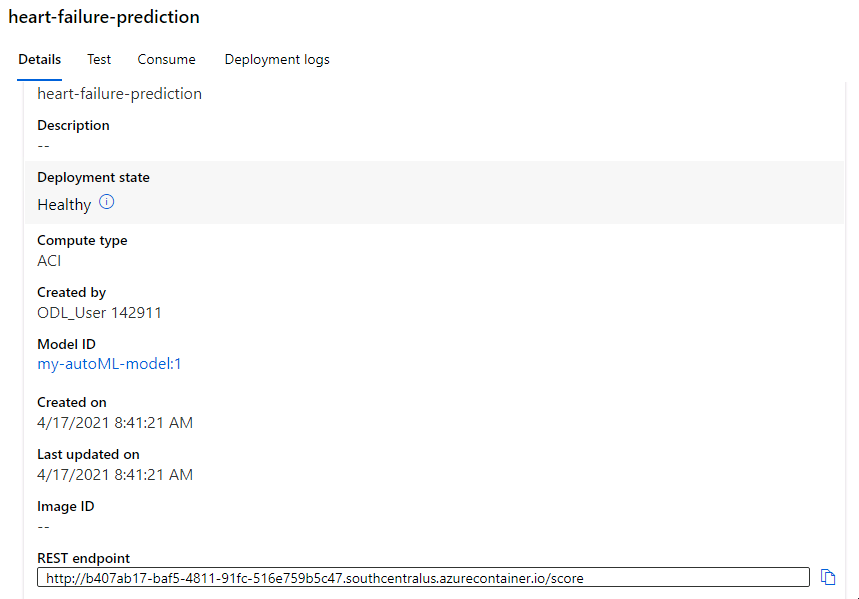 heart-failure-prediction
Details Test Consume Deployment logs
heart-failure-prediction
Description
--
Deployment state
Healthy
Compute type
ACI
Created by
ODL_User 142911
Model ID
my-autoML-model:1
Created on
4/17/2021 8:41:21 AM
Last updated on
4/17/2021 8:41:21 AM
Image ID
--
REST endpoint
http://b407ab17-baf5-4811-91fc-516e759b5c47.southcentralus.azurecontainer.io/score